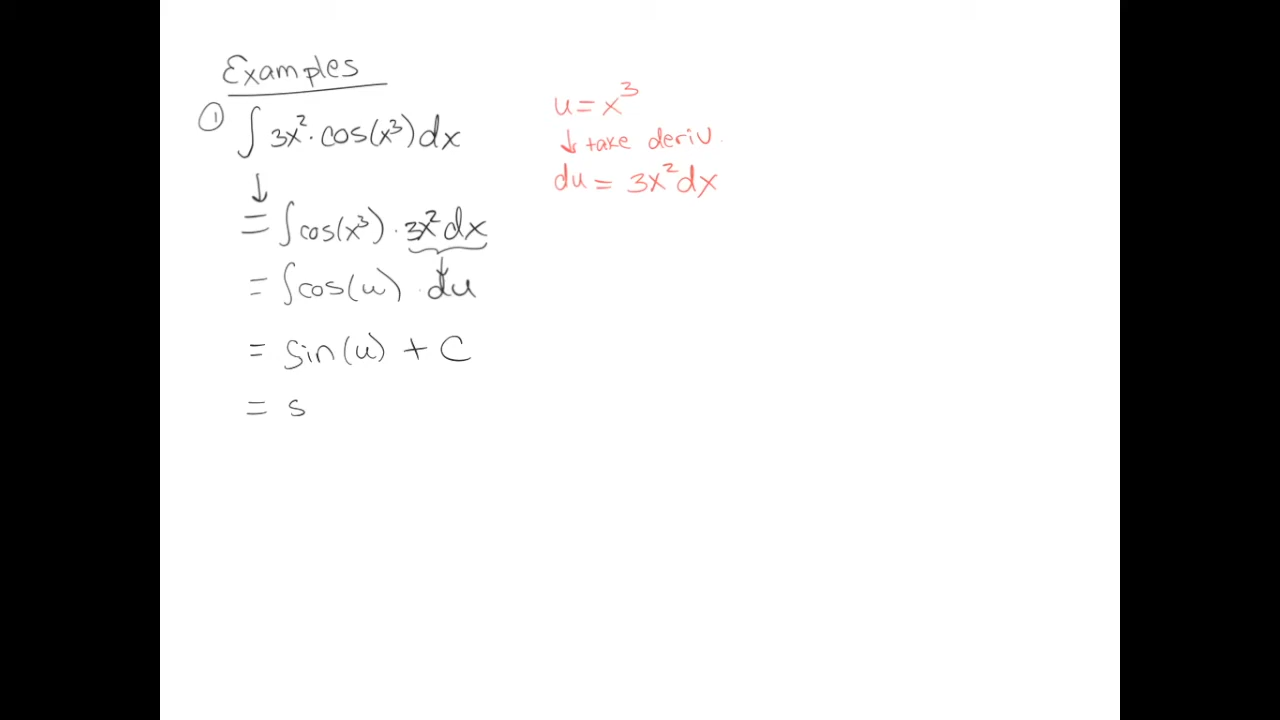 Examples
① ∫ 3x² · cos(x³) dx
↓
= ∫ cos(x³) · 3x² dx
= ∫ cos(u) · du
= sin(u) + C
= s
u = x³
↓ take deriv.
du = 3x² dx